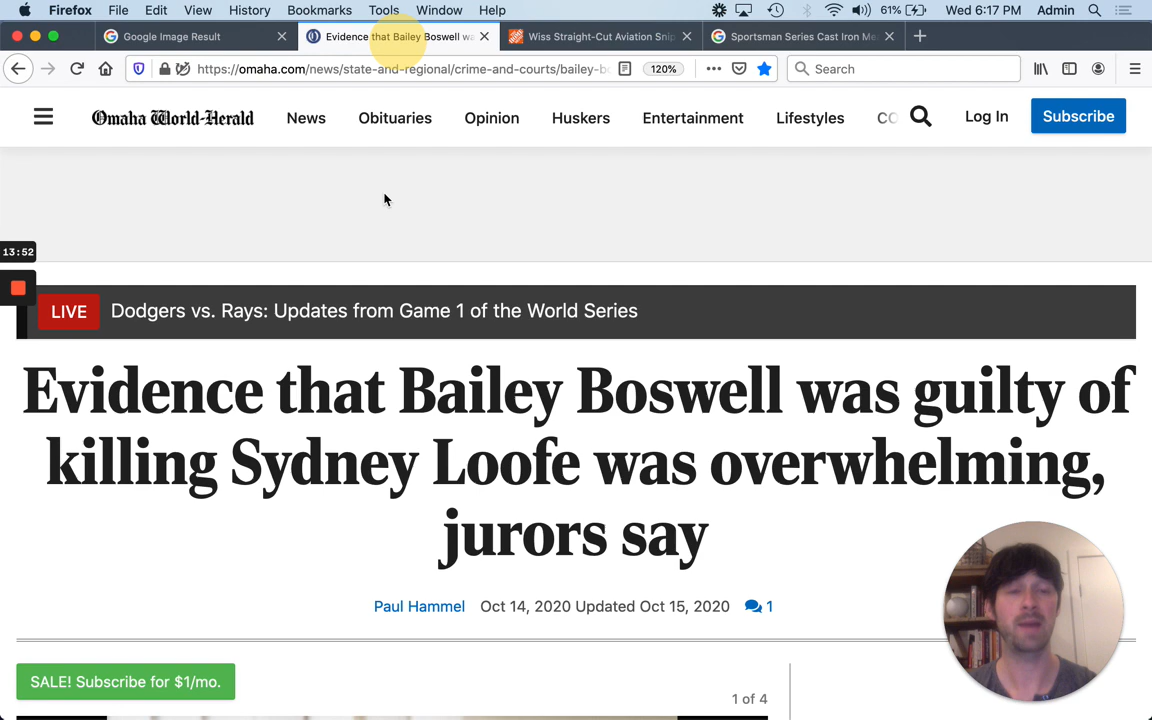 Firefox File Edit View History Bookmarks Tools Window Help 61% Wed 6:17 PM Admin
Google Image Result Evidence that Bailey Boswell wa Wiss Straight-Cut Aviation Snip Sportsman Series Cast Iron Me
https://omaha.com/news/state-and-regional/crime-and-courts/bailey-bo 120% Search
Omaha World-Herald News Obituaries Opinion Huskers Entertainment Lifestyles CO Log In Subscribe
13:52
LIVE Dodgers vs. Rays: Updates from Game 1 of the World Series
Evidence that Bailey Boswell was guilty of
killing Sydney Loofe was overwhelming,
jurors say
Paul Hammel Oct 14, 2020 Updated Oct 15, 2020 1
SALE! Subscribe for $1/mo.
1 of 4